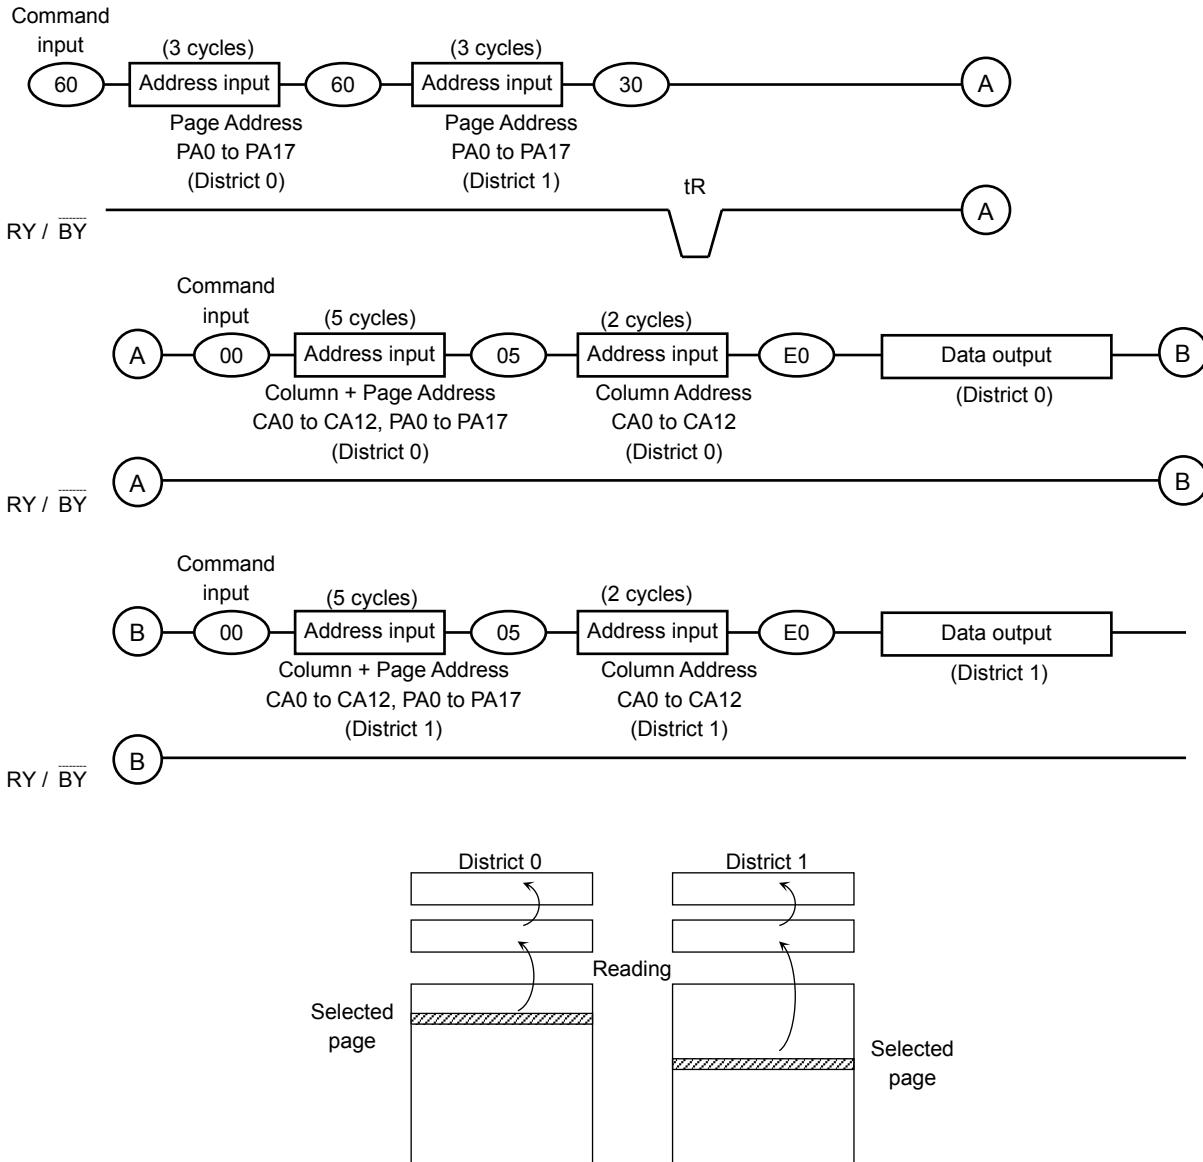 Command
input
(3 cycles)
(3 cycles)
60
Address input
60
Address input
30
A
Page Address
PA0 to PA17
(District 0)
Page Address
PA0 to PA17
(District 1)
tR
A
RY / BY
Command
input
(5 cycles)
(2 cycles)
A
00
Address input
05
Address input
E0
Data output
B
Column + Page Address
CA0 to CA12, PA0 to PA17
(District 0)
Column Address
CA0 to CA12
(District 0)
(District 0)
A
B
RY / BY
Command
input
(5 cycles)
(2 cycles)
B
00
Address input
05
Address input
E0
Data output
Column + Page Address
CA0 to CA12, PA0 to PA17
(District 1)
Column Address
CA0 to CA12
(District 1)
(District 1)
B
RY / BY
District 0
District 1
Reading
Selected
page
Selected
page